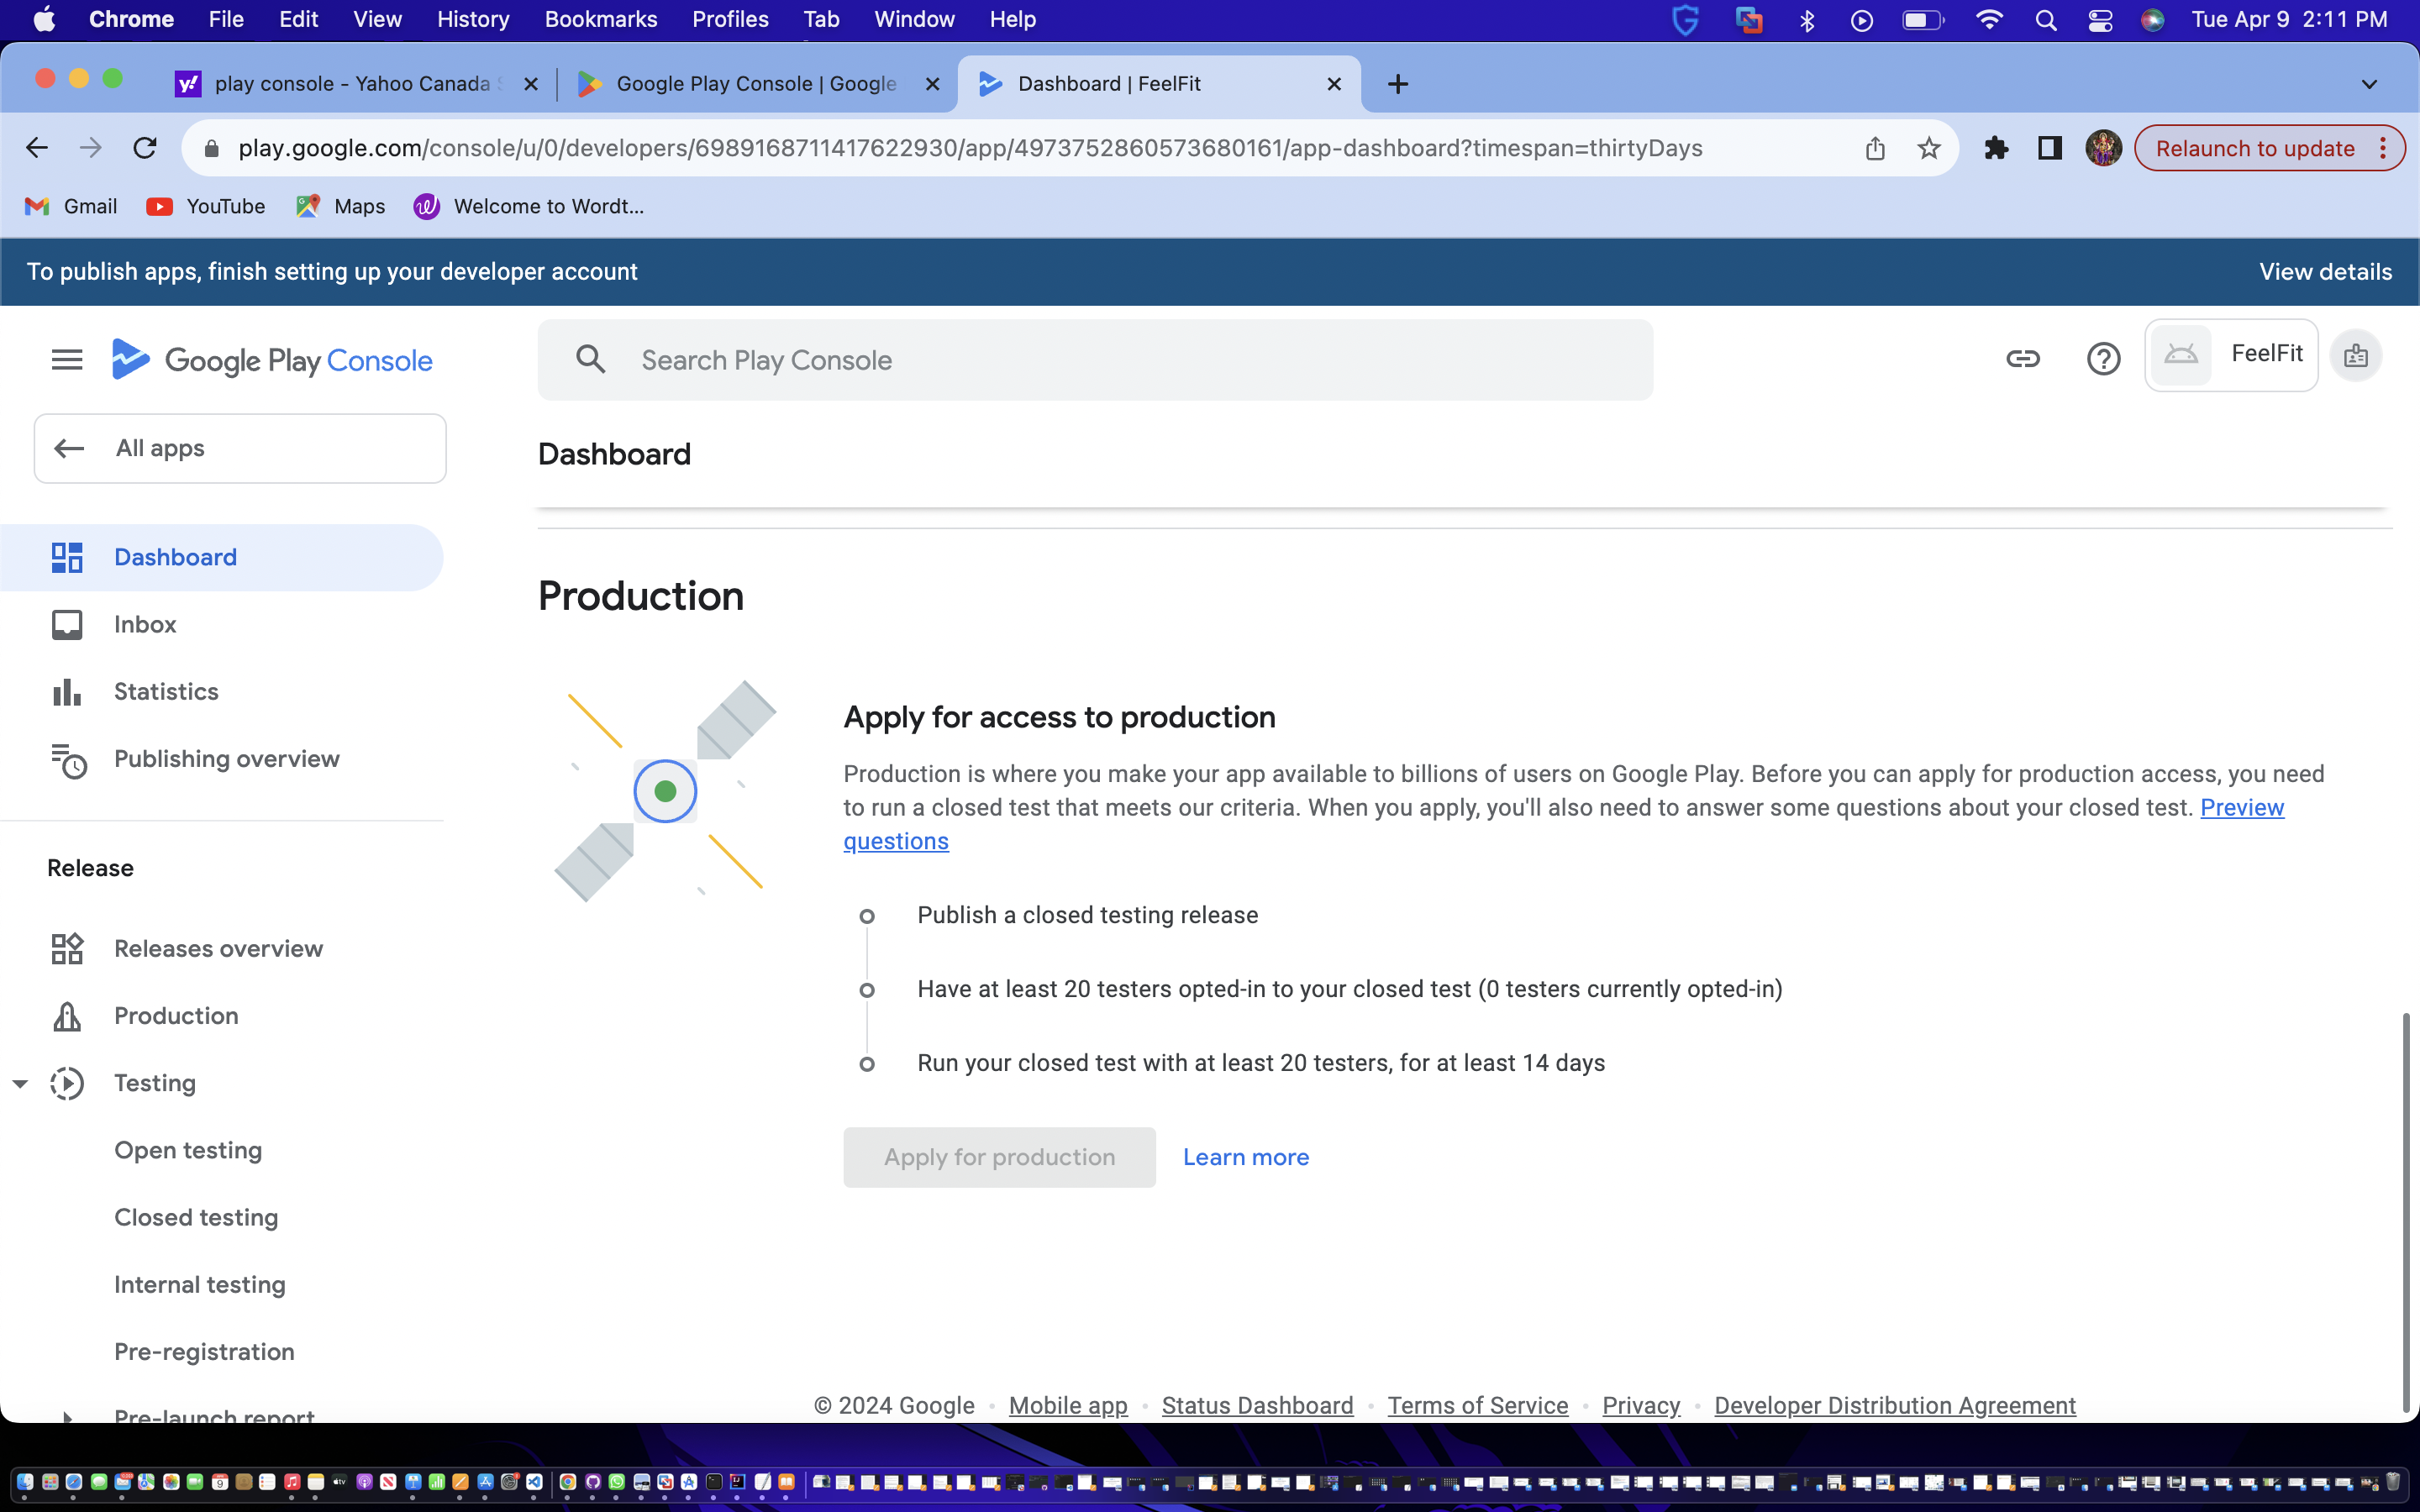 Chrome File Edit View History Bookmarks Profiles Tab Window Help Tue Apr 9 2:11 PM
play console - Yahoo Canada
Google Play Console | Google
Dashboard | FeelFit
play.google.com/console/u/0/developers/6989168711417622930/app/4973752860573680161/app-dashboard?timespan=thirtyDays
Relaunch to update
Gmail YouTube Maps Welcome to Wordt...
To publish apps, finish setting up your developer account View details
Google Play Console
Search Play Console
FeelFit
All apps
Dashboard
Inbox
Statistics
Publishing overview
Release
Releases overview
Production
Testing
Open testing
Closed testing
Internal testing
Pre-registration
Pre-launch report
Dashboard
Production
Apply for access to production
Production is where you make your app available to billions of users on Google Play. Before you can apply for production access, you need
to run a closed test that meets our criteria. When you apply, you'll also need to answer some questions about your closed test. Preview
questions
Publish a closed testing release
Have at least 20 testers opted-in to your closed test (0 testers currently opted-in)
Run your closed test with at least 20 testers, for at least 14 days
Apply for production Learn more
© 2024 Google · Mobile app · Status Dashboard · Terms of Service · Privacy · Developer Distribution Agreement